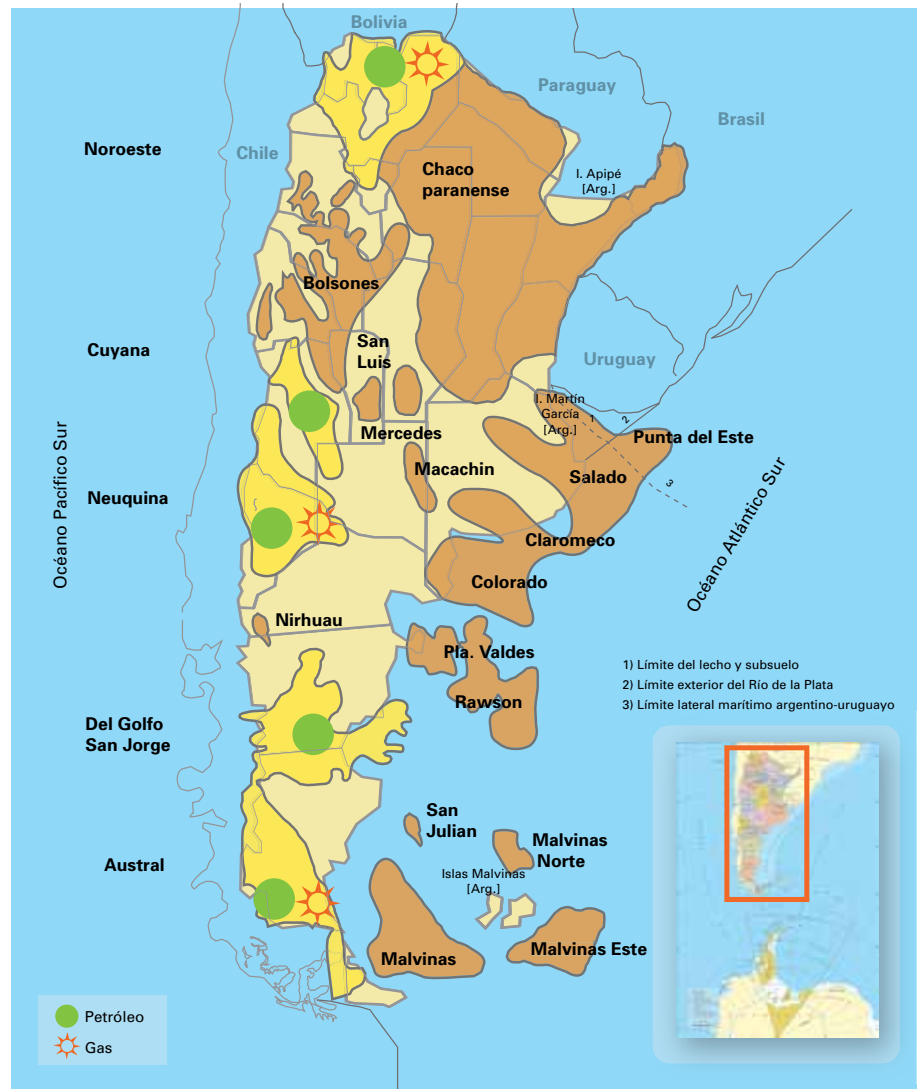 Bolivia
Paraguay
Brasil
Noroeste
Chile
Chaco
paranense
I. Apipé
[Arg.]
Bolsones
Cuyana
San
Luis
Uruguay
I. Martín
García
[Arg.]
1
2
Mercedes
Punta del Este
Macachin
Salado
3
Neuquina
Océano Pacífico Sur
Océano Atlántico Sur
Claromeco
Colorado
Nirhuau
Pla. Valdes
Rawson
1) Límite del lecho y subsuelo
2) Límite exterior del Río de la Plata
3) Límite lateral marítimo argentino-uruguayo
Del Golfo
San Jorge
San
Julian
Malvinas
Norte
Austral
Islas Malvinas
[Arg.]
Malvinas
Malvinas Este
Petróleo
Gas